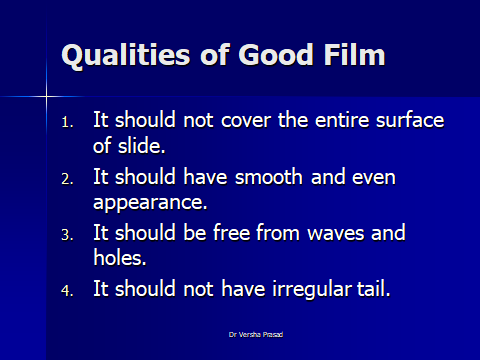 Qualities of Good Film
1. It should not cover the entire surface
of slide.
2. It should have smooth and even
appearance.
3. It should be free from waves and
holes.
4. It should not have irregular tail.
Dr Versha Prasad